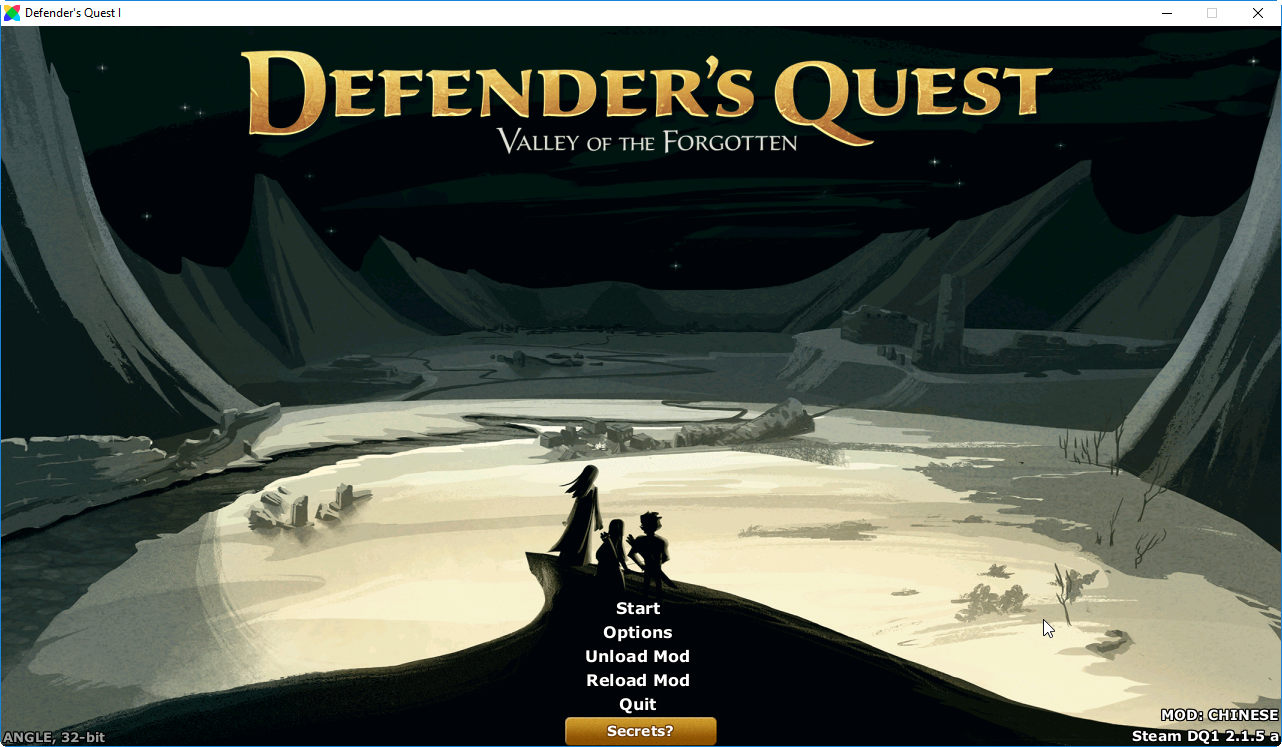 Defender's Quest I
DEFENDER'S QUEST
VALLEY OF THE FORGOTTEN
Start
Options
Unload Mod
Reload Mod
Quit
Secrets?
MOD: CHINESE
ANGLE, 32-bit
Steam DQ1 2.1.5 a